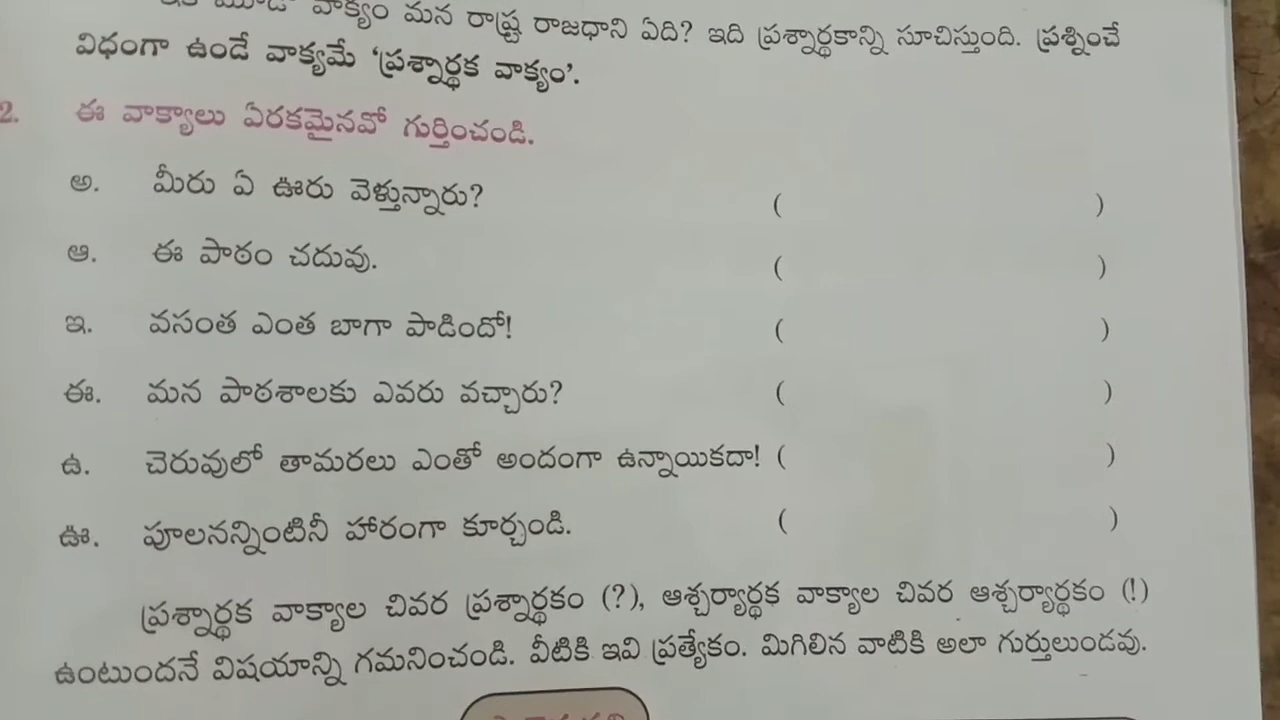 వాక్యం మన రాష్ట్ర రాజధాని ఏది? ఇది ప్రశ్నార్థకాన్ని సూచిస్తుంది. ప్రశ్నించే
విధంగా ఉండే వాక్యమే ‘ప్రశ్నార్థక వాక్యం’.
2. ఈ వాక్యాలు ఏరకమైనవో గుర్తించండి.
అ. మీరు ఏ ఊరు వెళ్తున్నారు? ( )
ఆ. ఈ పాఠం చదువు. ( )
ఇ. వసంత ఎంత బాగా పాడిందో! ( )
ఈ. మన పాఠశాలకు ఎవరు వచ్చారు? ( )
ఉ. చెరువులో తామరలు ఎంతో అందంగా ఉన్నాయికదా! ( )
ఊ. పూలనన్నింటినీ హారంగా కూర్చండి. ( )
ప్రశ్నార్థక వాక్యాల చివర ప్రశ్నార్థకం (?), ఆశ్చర్యార్థక వాక్యాల చివర ఆశ్చర్యార్థకం (!)
ఉంటుందనే విషయాన్ని గమనించండి. వీటికి ఇవి ప్రత్యేకం. మిగిలిన వాటికి అలా గుర్తులుండవు.